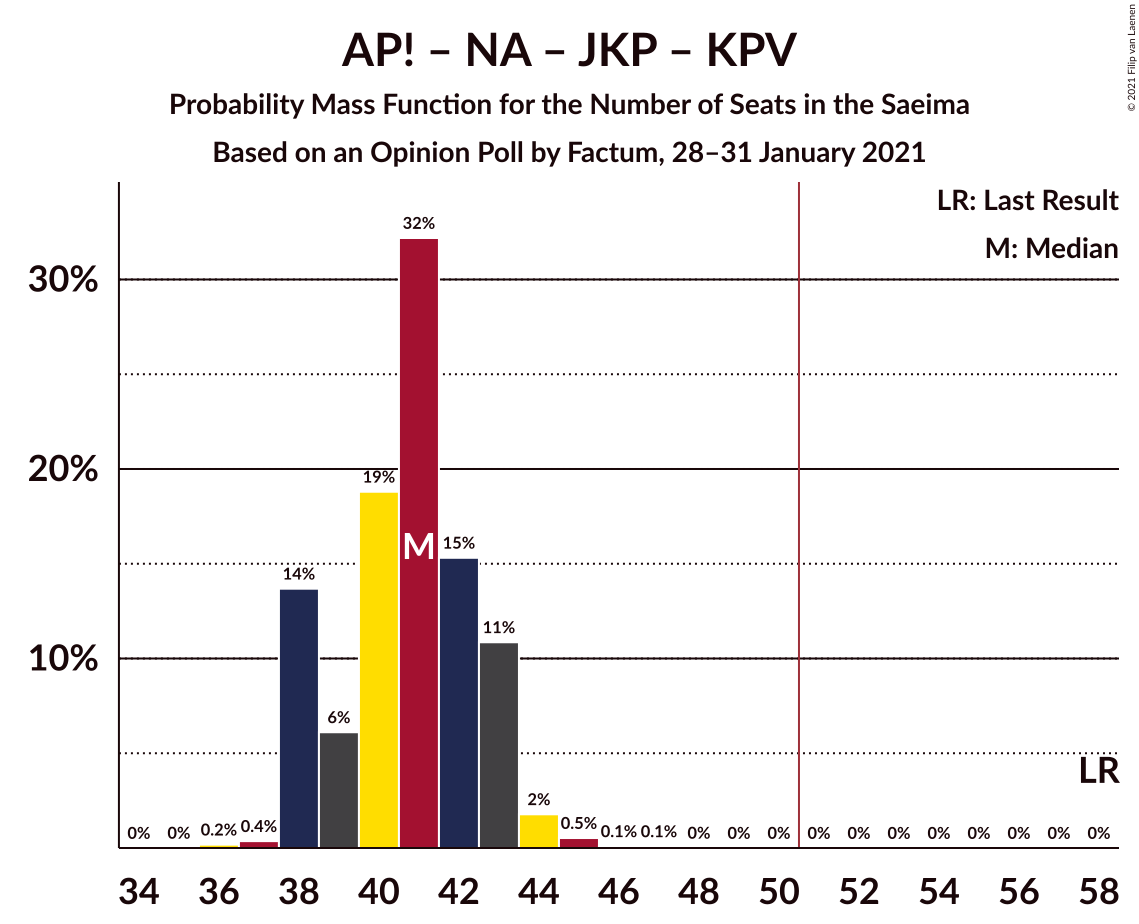 AP! – NA – JKP – KPV
Probability Mass Function for the Number of Seats in the Saeima
Based on an Opinion Poll by Factum, 28–31 January 2021
© 2021 Filip van Laenen
LR: Last Result
M: Median
30%
20%
10%
0% 0% 0.2% 0.4% 14% 6% 19% 32% 15% 11% 2% 0.5% 0.1% 0.1% 0% 0% 0% 0% 0% 0% 0% 0% 0% 0% 0%
M
LR
34 36 38 40 42 44 46 48 50 52 54 56 58